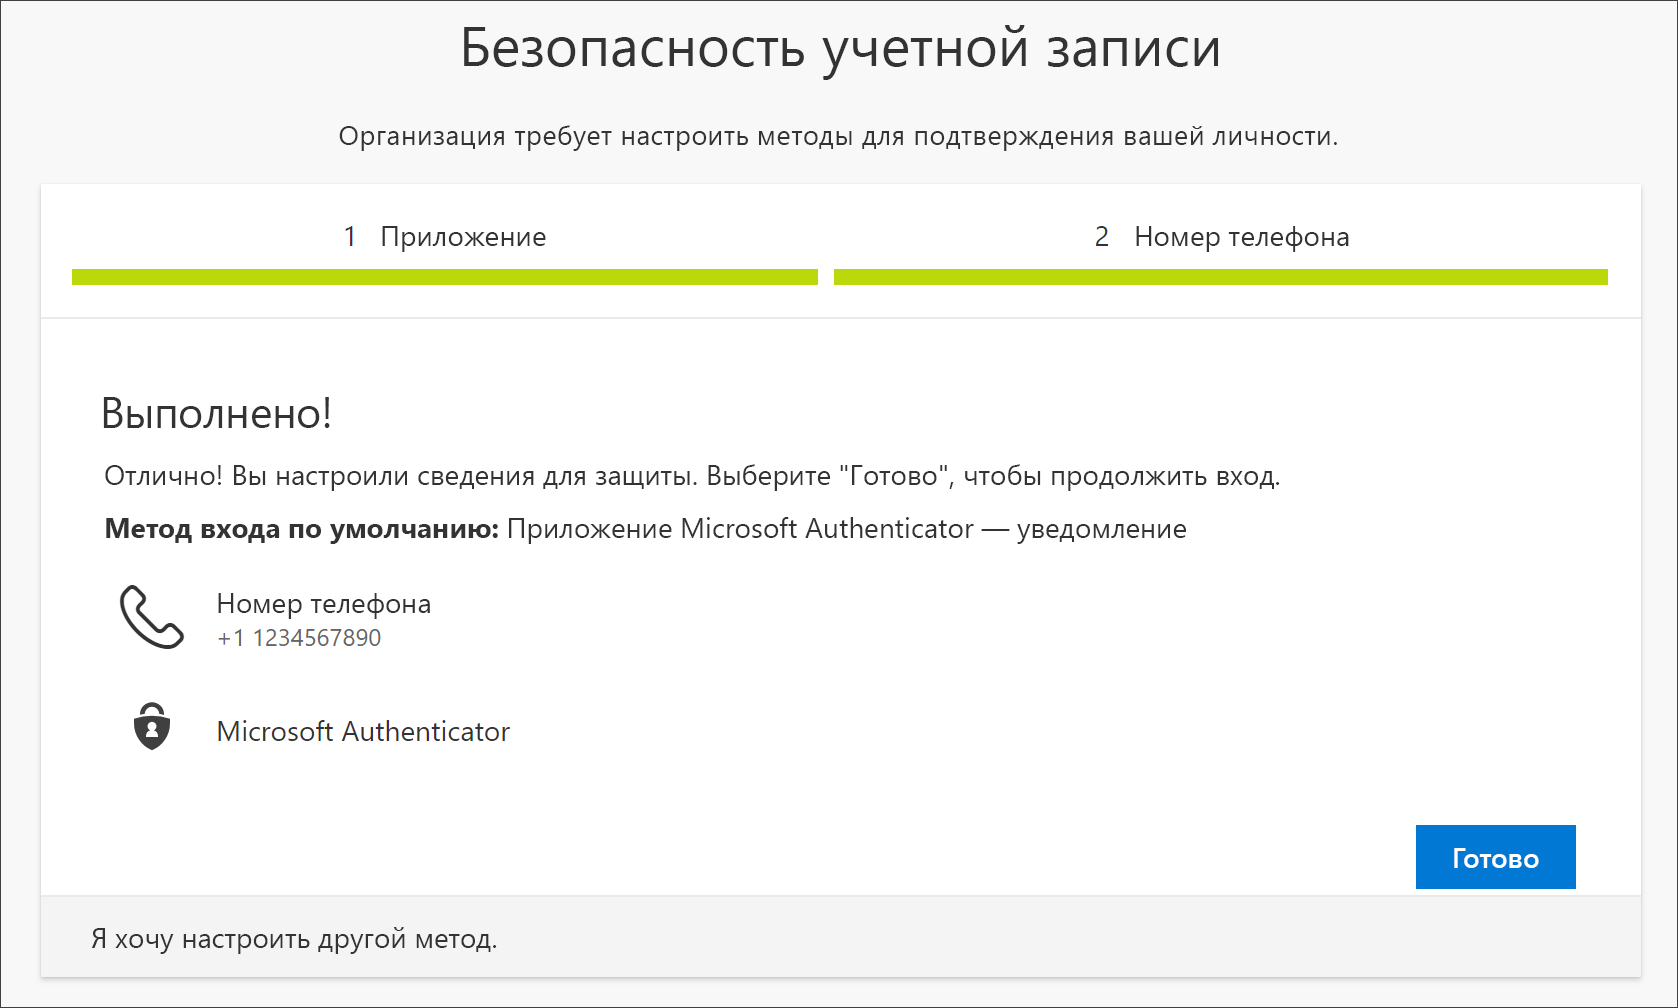 Безопасность учетной записи
Организация требует настроить методы для подтверждения вашей личности.
1 Приложение
2 Номер телефона
Выполнено!
Отлично! Вы настроили сведения для защиты. Выберите "Готово", чтобы продолжить вход.
Метод входа по умолчанию: Приложение Microsoft Authenticator — уведомление
Номер телефона
+1 1234567890
Microsoft Authenticator
Готово
Я хочу настроить другой метод.